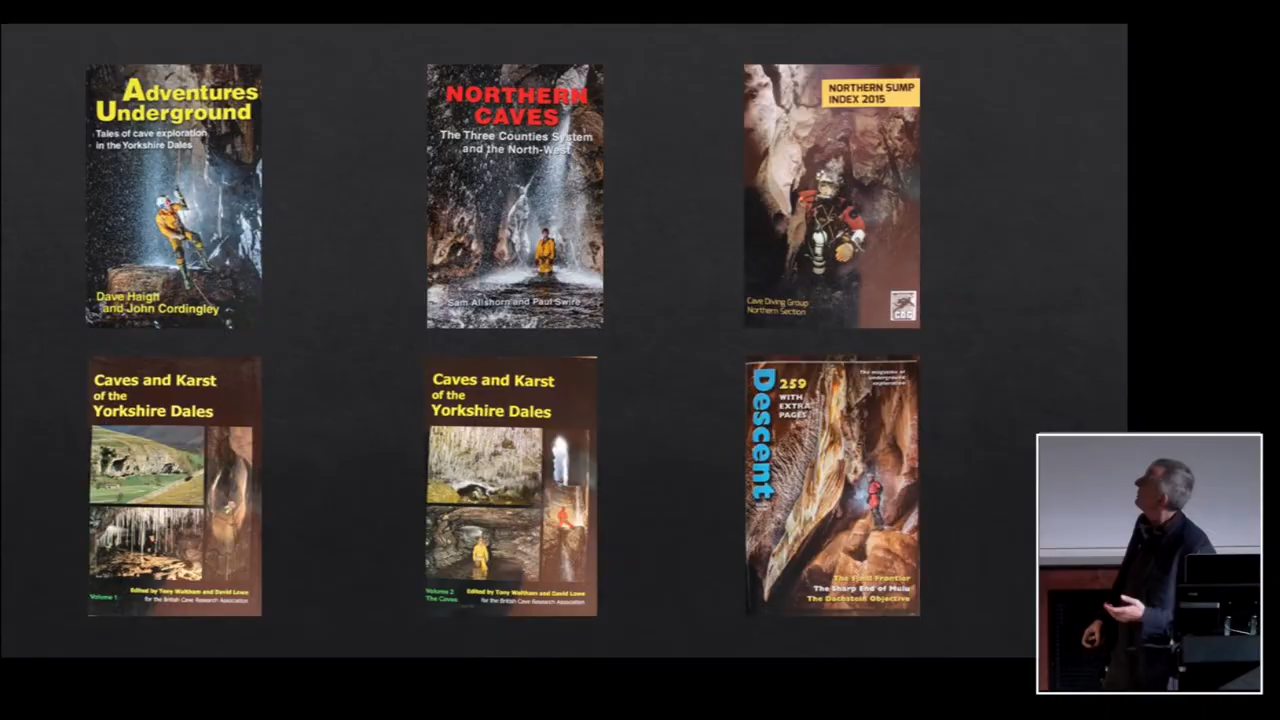 Adventures
Underground
Tales of cave exploration
in the Yorkshire Dales
Dave Haigh
and John Cordingley
NORTHERN
CAVES
The Three Counties System
and the North-West
Sam Allshorn and Paul Swire
NORTHERN SUMP
INDEX 2015
Cave Diving Group
Northern Section
CDG
Caves and Karst
of the
Yorkshire Dales
Volume 1
Edited by Tony Waltham and David Lowe
for the British Cave Research Association
Caves and Karst
of the
Yorkshire Dales
Volume 2
The Caves
Edited by Tony Waltham and David Lowe
for the British Cave Research Association
Descent
259
WITH
EXTRA
PAGES
The magazine of
underground
exploration
The Final Frontier
The Sharp End of Mulu
The Dachstein Objective